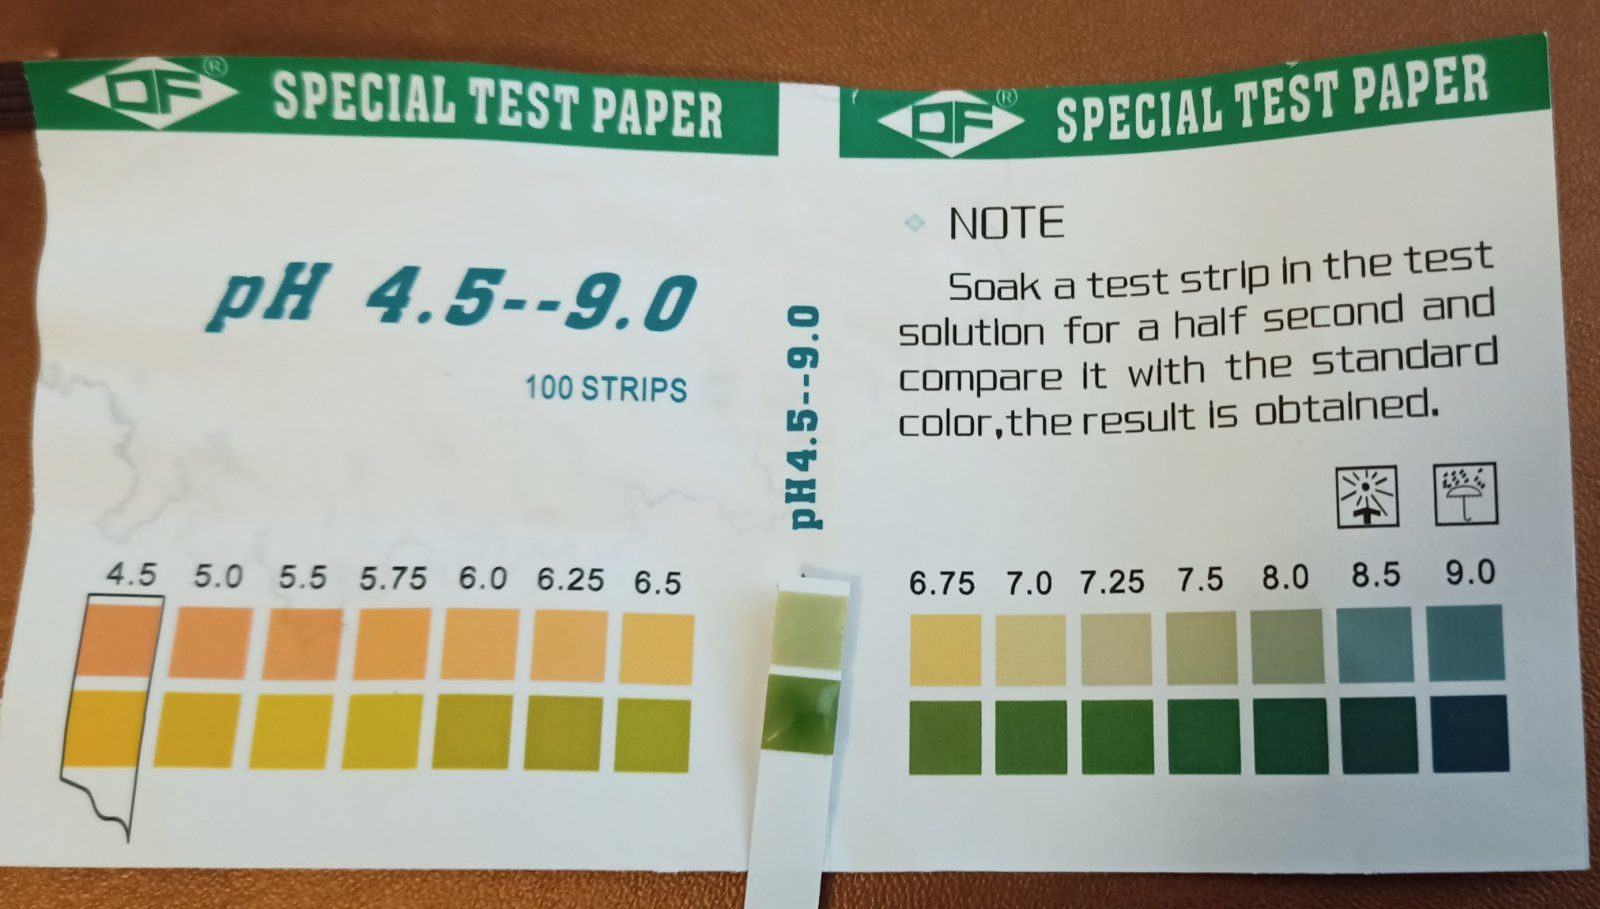 DF® SPECIAL TEST PAPER
pH 4.5--9.0
100 STRIPS
4.5 5.0 5.5 5.75 6.0 6.25 6.5
pH4.5--9.0
DF® SPECIAL TEST PAPER
NOTE
Soak a test strip in the test
solution for a half second and
compare it with the standard
color,the result is obtained.
6.75 7.0 7.25 7.5 8.0 8.5 9.0